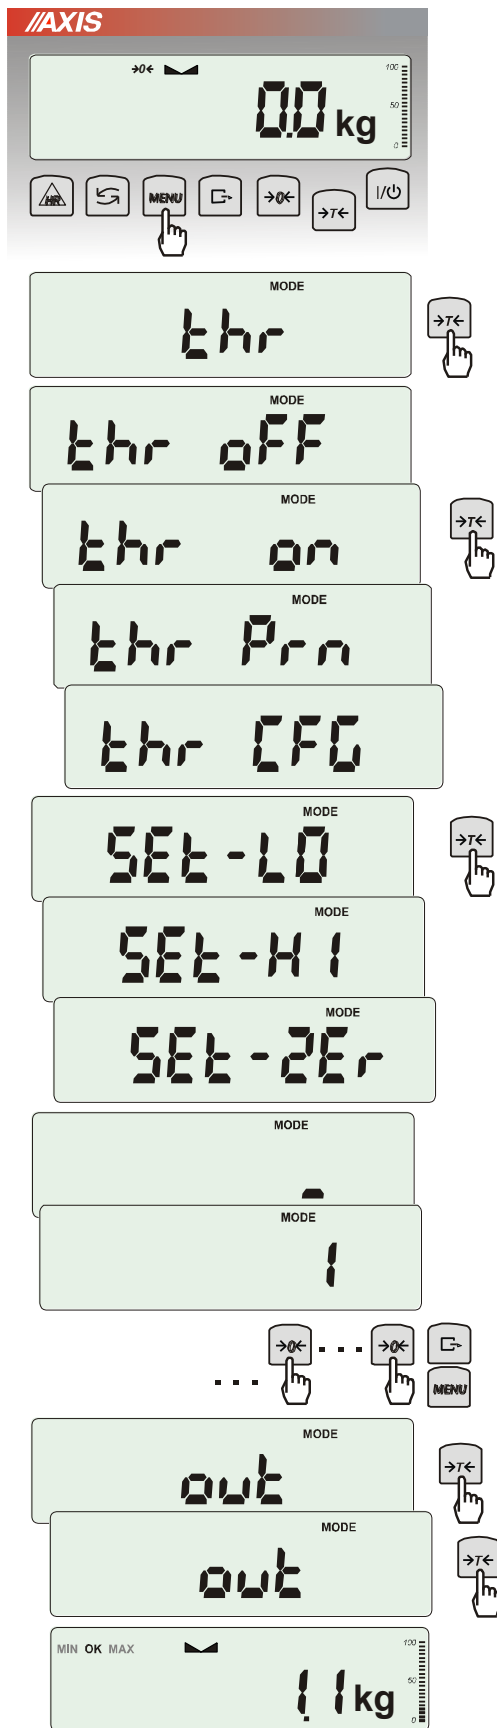 AXIS
→0← 100
50
0.0 kg
0
HR MENU →0← →T← I/⏻
MODE
thr →T←
MODE
thr oFF
MODE
thr on →T←
MODE
thr Prn
thr CFG
MODE
SEt-LO →T←
MODE
SEt-HI
MODE
SEt-2Er
MODE
-
MODE
1
→0← . . . →0←
. . . MENU
MODE
out →T←
MODE
out →T←
MIN OK MAX 100
50
1.1 kg
0